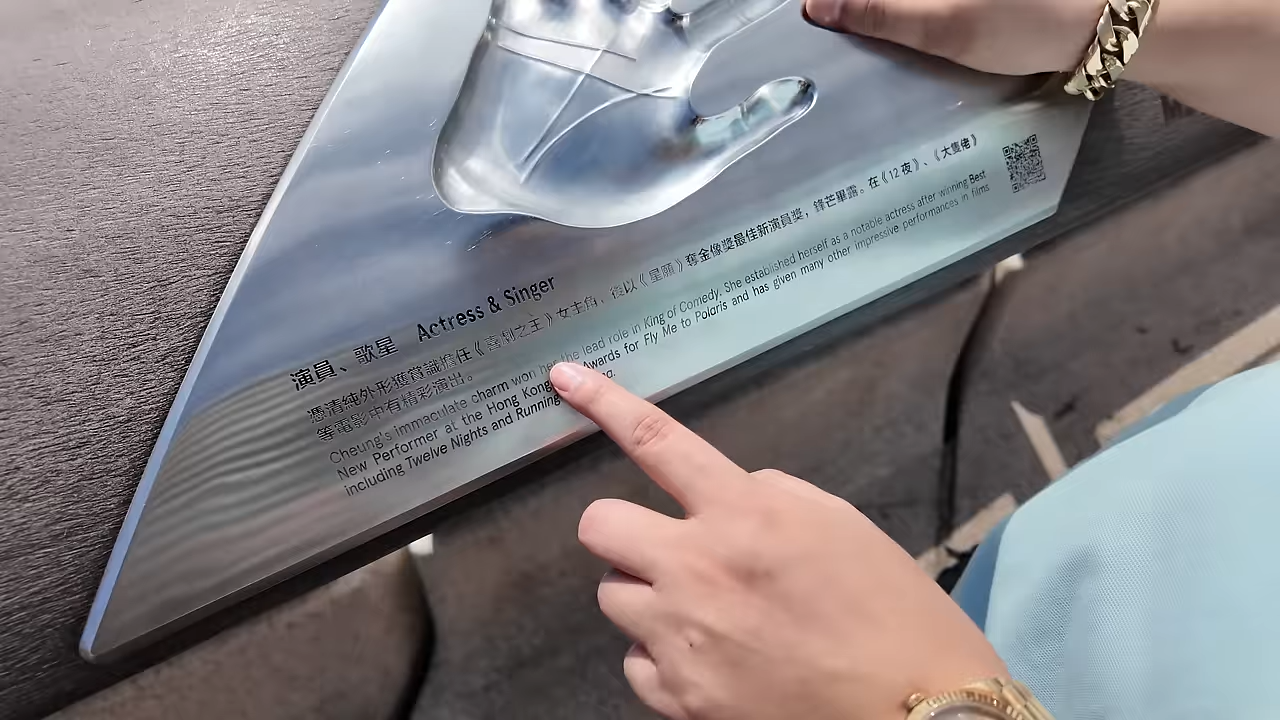 演員、歌星 Actress & Singer
憑清純外形獲賞識擔任《喜劇之王》女主角，後以《星願》奪金像獎最佳新演員獎，鋒芒畢露。在《12夜》、《大隻佬》
等電影中有精彩演出。
Cheung's immaculate charm won her the lead role in King of Comedy. She established herself as a notable actress after winning Best
New Performer at the Hong Kong Awards for Fly Me to Polaris and has given many other impressive performances in films
including Twelve Nights and Running